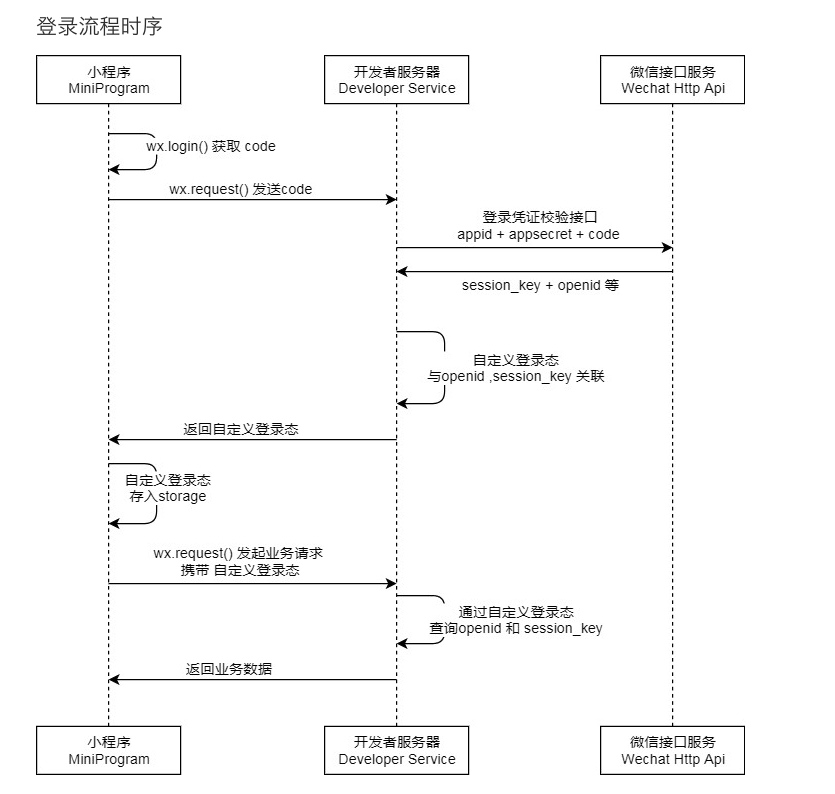 登录流程时序
小程序
MiniProgram
开发者服务器
Developer Service
微信接口服务
Wechat Http Api
wx.login() 获取 code
wx.request() 发送code
登录凭证校验接口
appid + appsecret + code
session_key + openid 等
自定义登录态
与openid ,session_key 关联
返回自定义登录态
自定义登录态
存入storage
wx.request() 发起业务请求
携带 自定义登录态
通过自定义登录态
查询openid 和 session_key
返回业务数据
小程序
MiniProgram
开发者服务器
Developer Service
微信接口服务
Wechat Http Api